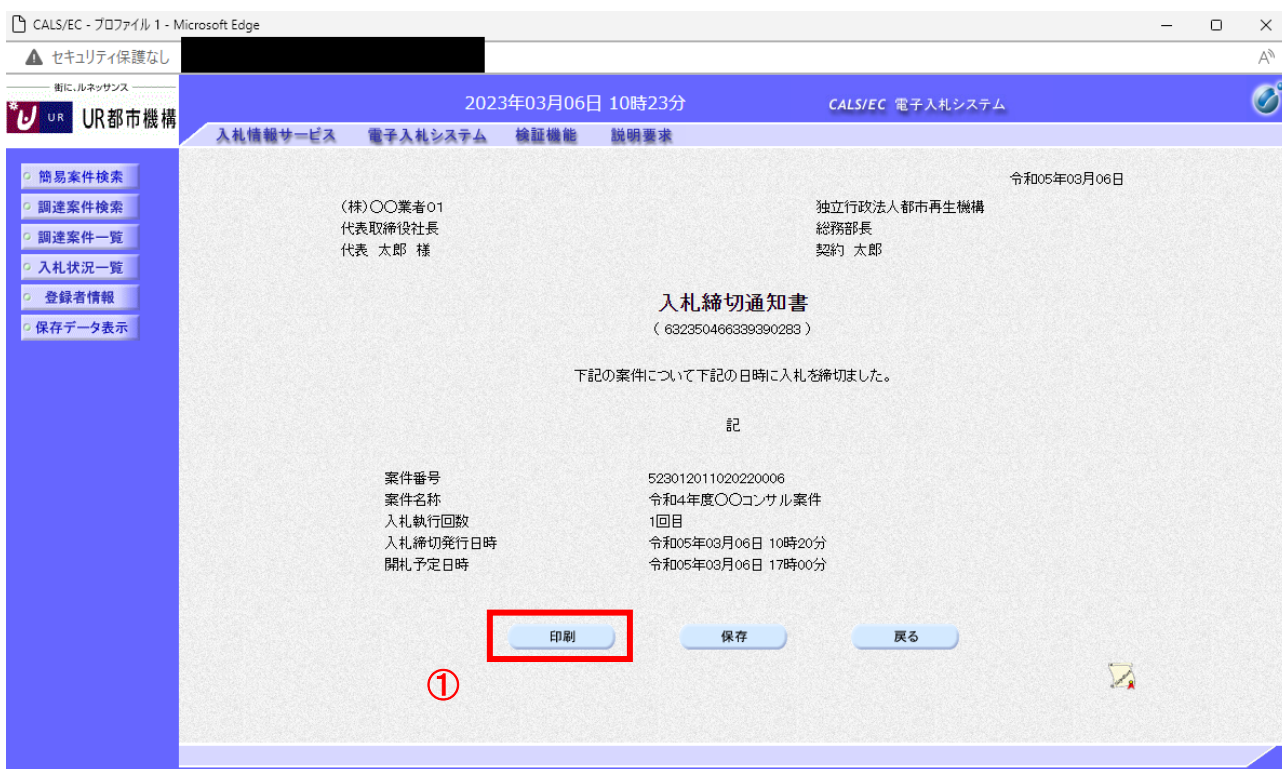 CALS/EC - プロファイル 1 - Microsoft Edge
セキュリティ保護なし
街に、ルネッサンス
UR UR都市機構
2023年03月06日 10時23分 CALS/EC 電子入札システム
入札情報サービス 電子入札システム 検証機能 説明要求
簡易案件検索
調達案件検索
調達案件一覧
入札状況一覧
登録者情報
保存データ表示
令和05年03月06日
(株)〇〇業者01 独立行政法人都市再生機構
代表取締役社長 総務部長
代表 太郎 様 契約 太郎
入札締切通知書
( 632350466339390283 )
下記の案件について下記の日時に入札を締切ました。
記
案件番号 523012011020220006
案件名称 令和4年度〇〇コンサル案件
入札執行回数 1回目
入札締切発行日時 令和05年03月06日 10時20分
開札予定日時 令和05年03月06日 17時00分
印刷 保存 戻る
①